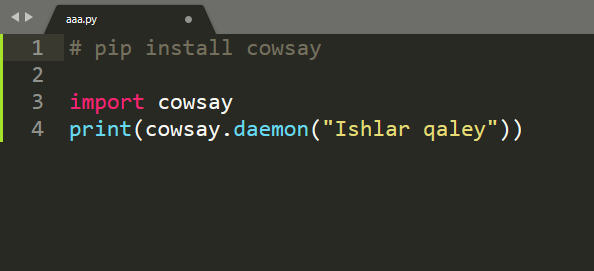 aaa.py
1 # pip install cowsay
2
3 import cowsay
4 print(cowsay.daemon("Ishlar qaley"))